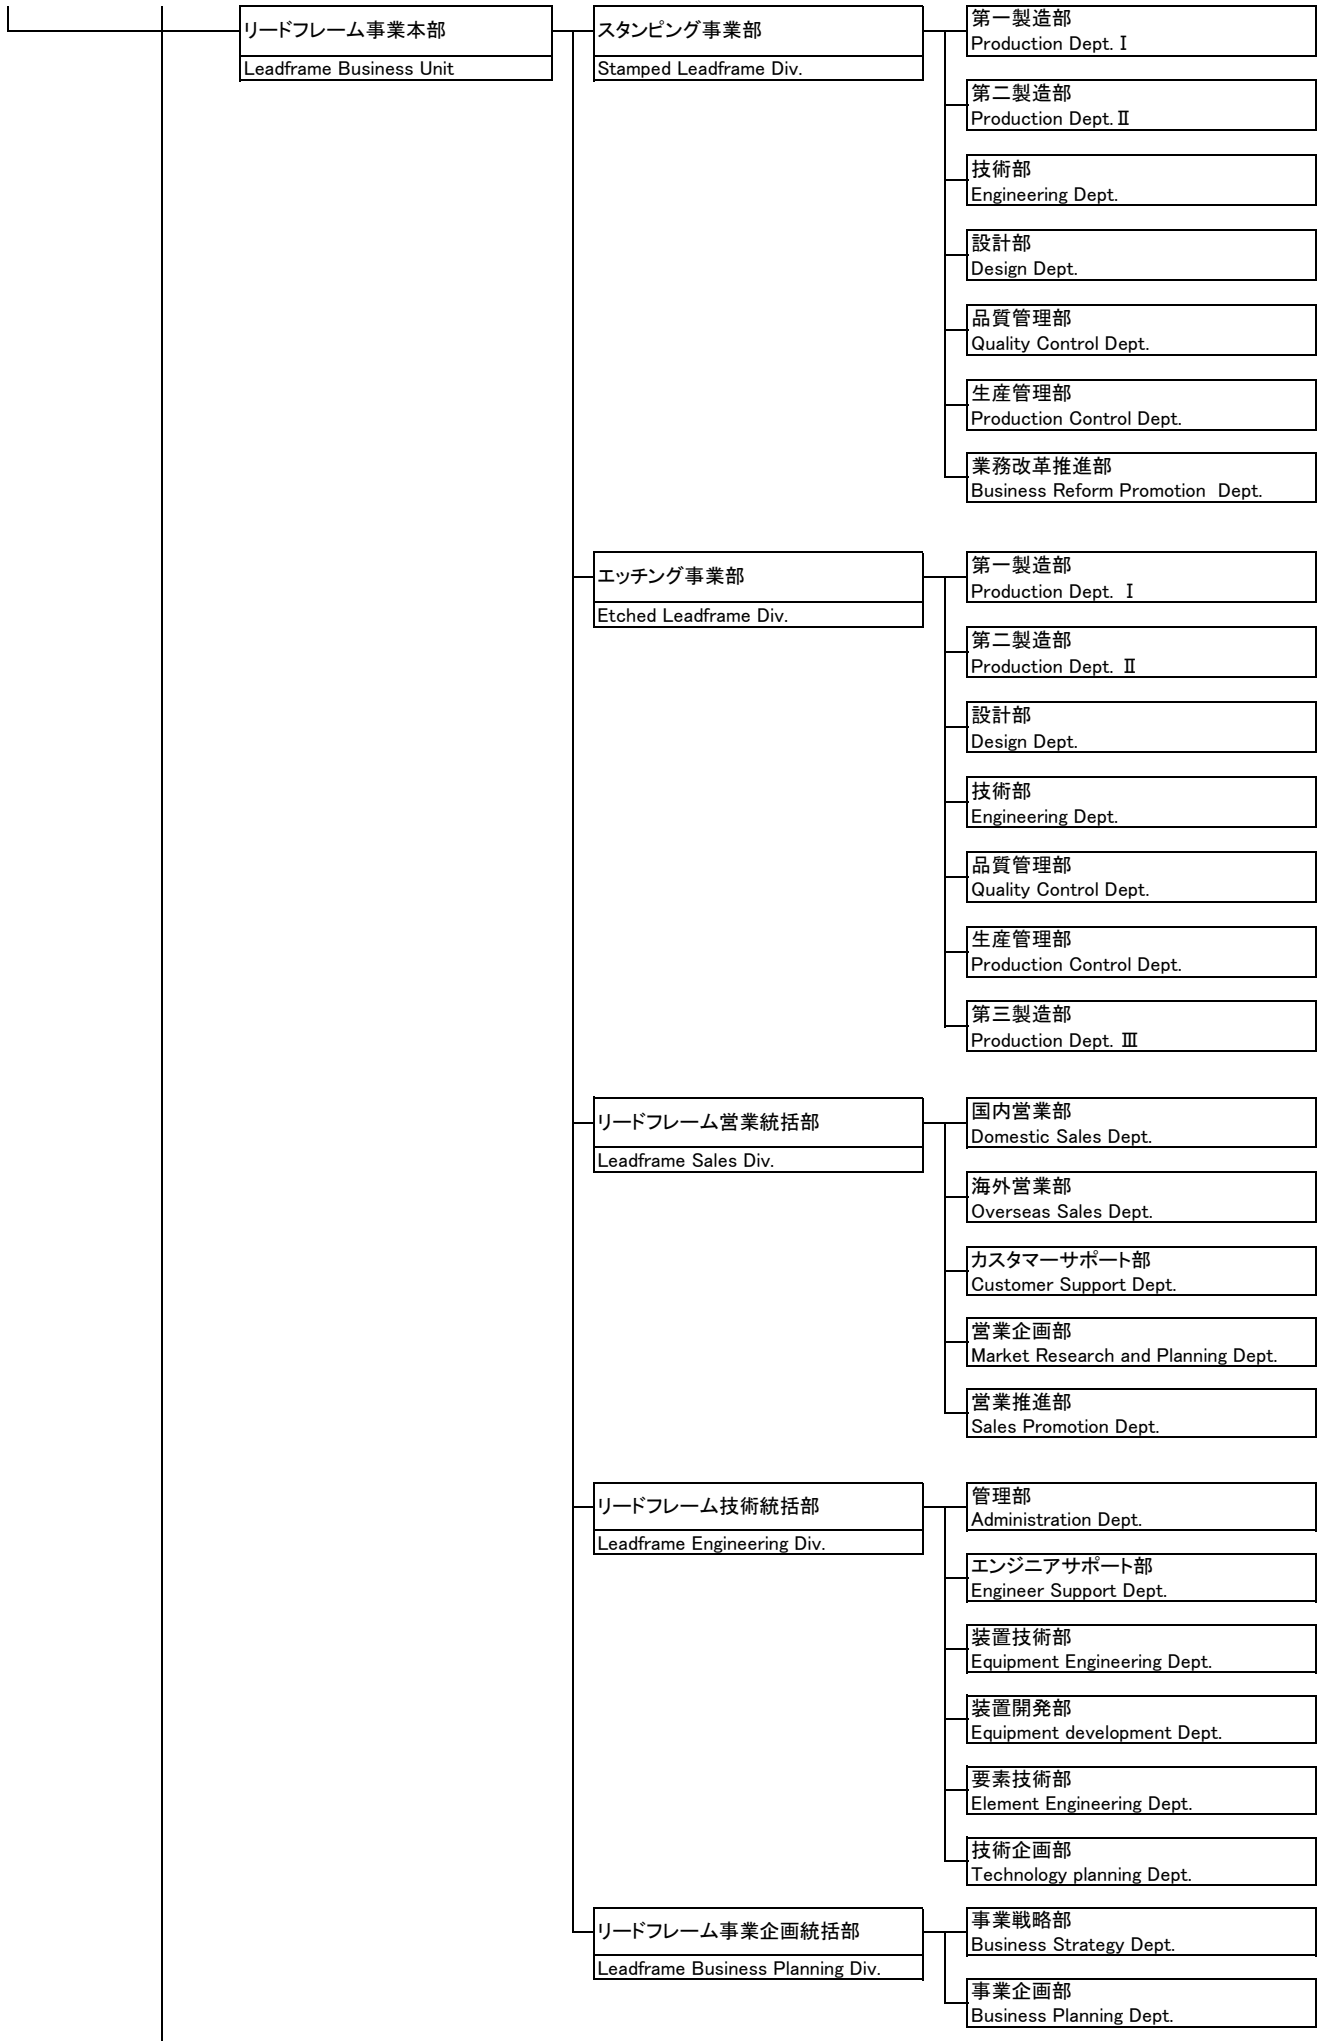 リードフレーム事業本部
Leadframe Business Unit
スタンピング事業部
Stamped Leadframe Div.
第一製造部
Production Dept. Ⅰ
第二製造部
Production Dept. Ⅱ
技術部
Engineering Dept.
設計部
Design Dept.
品質管理部
Quality Control Dept.
生産管理部
Production Control Dept.
業務改革推進部
Business Reform Promotion  Dept.
エッチング事業部
Etched Leadframe Div.
第一製造部
Production Dept. Ⅰ
第二製造部
Production Dept. Ⅱ
設計部
Design Dept.
技術部
Engineering Dept.
品質管理部
Quality Control Dept.
生産管理部
Production Control Dept.
第三製造部
Production Dept. Ⅲ
リードフレーム営業統括部
Leadframe Sales Div.
国内営業部
Domestic Sales Dept.
海外営業部
Overseas Sales Dept.
カスタマーサポート部
Customer Support Dept.
営業企画部
Market Research and Planning Dept.
営業推進部
Sales Promotion Dept.
リードフレーム技術統括部
Leadframe Engineering Div.
管理部
Administration Dept.
エンジニアサポート部
Engineer Support Dept.
装置技術部
Equipment Engineering Dept.
装置開発部
Equipment development Dept.
要素技術部
Element Engineering Dept.
技術企画部
Technology planning Dept.
リードフレーム事業企画統括部
Leadframe Business Planning Div.
事業戦略部
Business Strategy Dept.
事業企画部
Business Planning Dept.